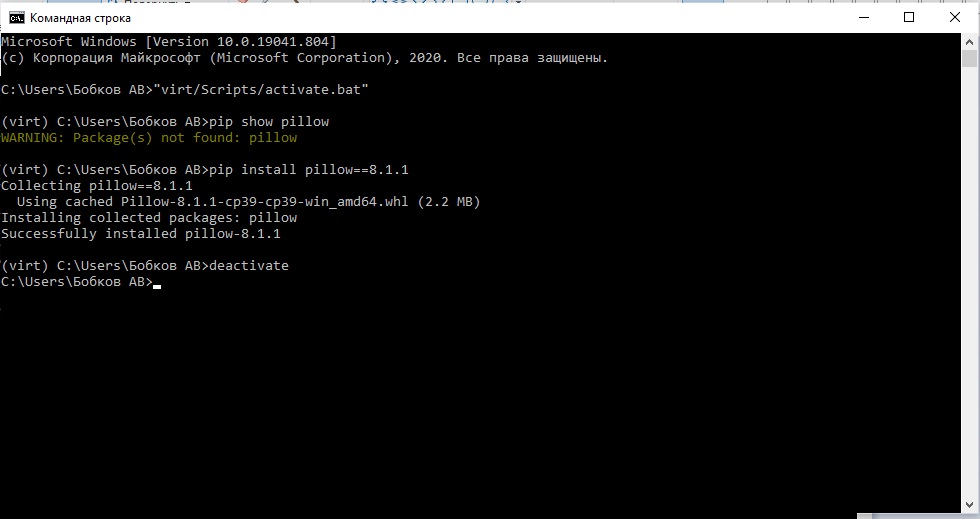 Командная строка
Microsoft Windows [Version 10.0.19041.804]
(c) Корпорация Майкрософт (Microsoft Corporation), 2020. Все права защищены.
C:\Users\Бобков АВ>"virt/Scripts/activate.bat"
(virt) C:\Users\Бобков АВ>pip show pillow
WARNING: Package(s) not found: pillow
(virt) C:\Users\Бобков АВ>pip install pillow==8.1.1
Collecting pillow==8.1.1
Using cached Pillow-8.1.1-cp39-cp39-win_amd64.whl (2.2 MB)
Installing collected packages: pillow
Successfully installed pillow-8.1.1
(virt) C:\Users\Бобков АВ>deactivate
C:\Users\Бобков АВ>